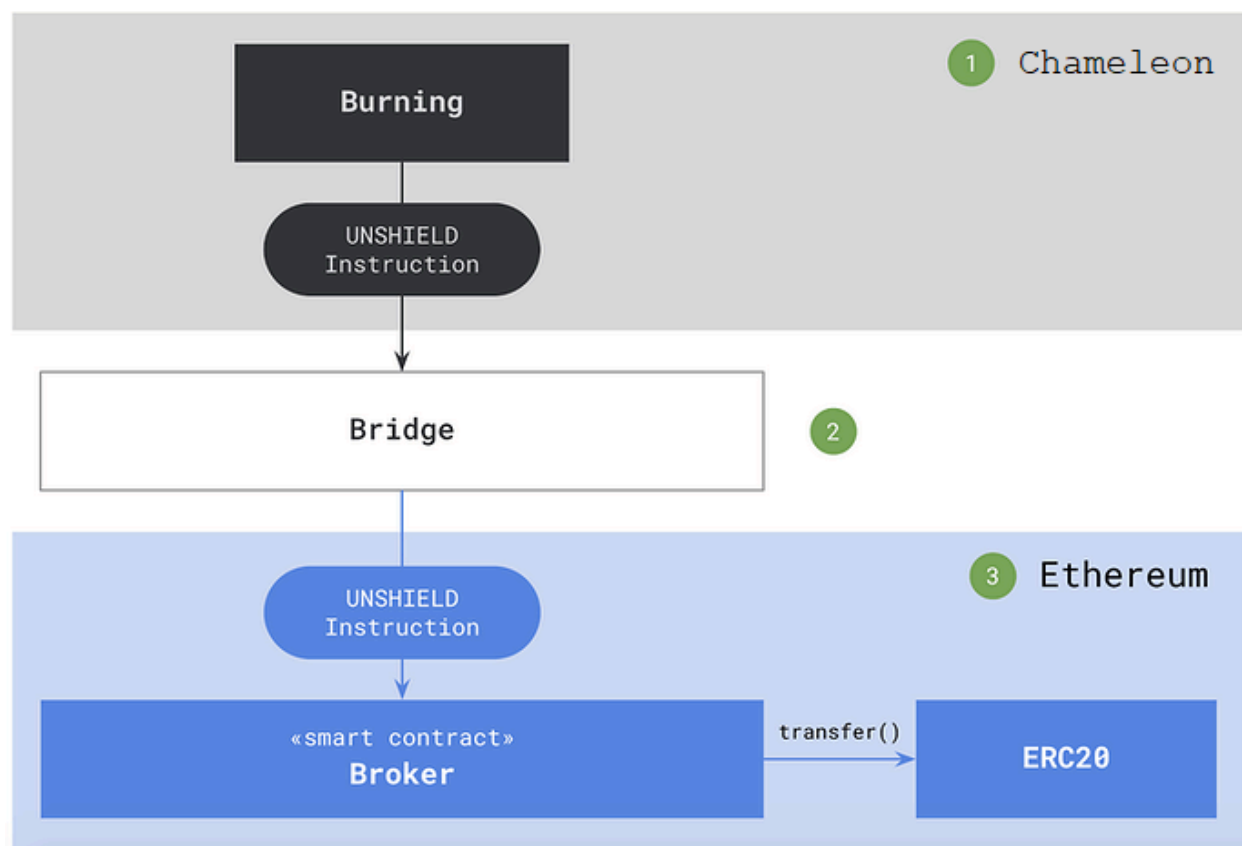 1 Chameleon
Burning
UNSHIELD
Instruction
Bridge
2
3 Ethereum
UNSHIELD
Instruction
«smart contract»
Broker
transfer()
ERC20